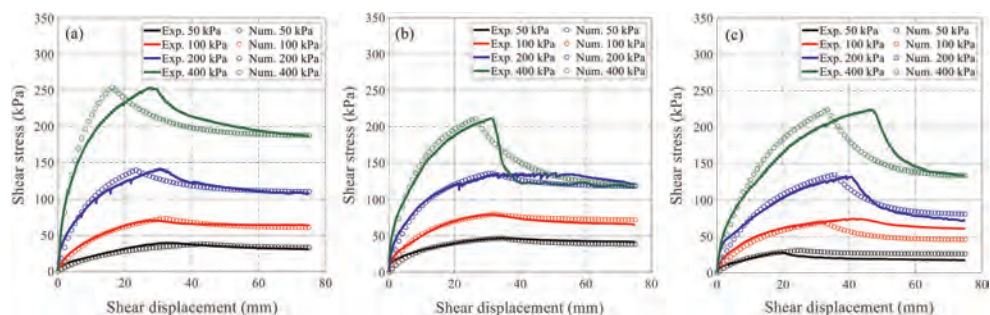 (a)
Exp. 50 kPa Num. 50 kPa
Exp. 100 kPa Num. 100 kPa
Exp. 200 kPa Num. 200 kPa
Exp. 400 kPa Num. 400 kPa
Shear stress (kPa)
350
300
250
200
150
100
50
0
0 20 40 60 80
Shear displacement (mm)
(b)
Exp. 50 kPa Num. 50 kPa
Exp. 100 kPa Num. 100 kPa
Exp. 200 kPa Num. 200 kPa
Exp. 400 kPa Num. 400 kPa
Shear stress (kPa)
350
300
250
200
150
100
50
0
0 20 40 60 80
Shear displacement (mm)
(c)
Exp. 50 kPa Num. 50 kPa
Exp. 100 kPa Num. 100 kPa
Exp. 200 kPa Num. 200 kPa
Exp. 400 kPa Num. 400 kPa
Shear stress (kPa)
350
300
250
200
150
100
50
0
0 20 40 60 80
Shear displacement (mm)